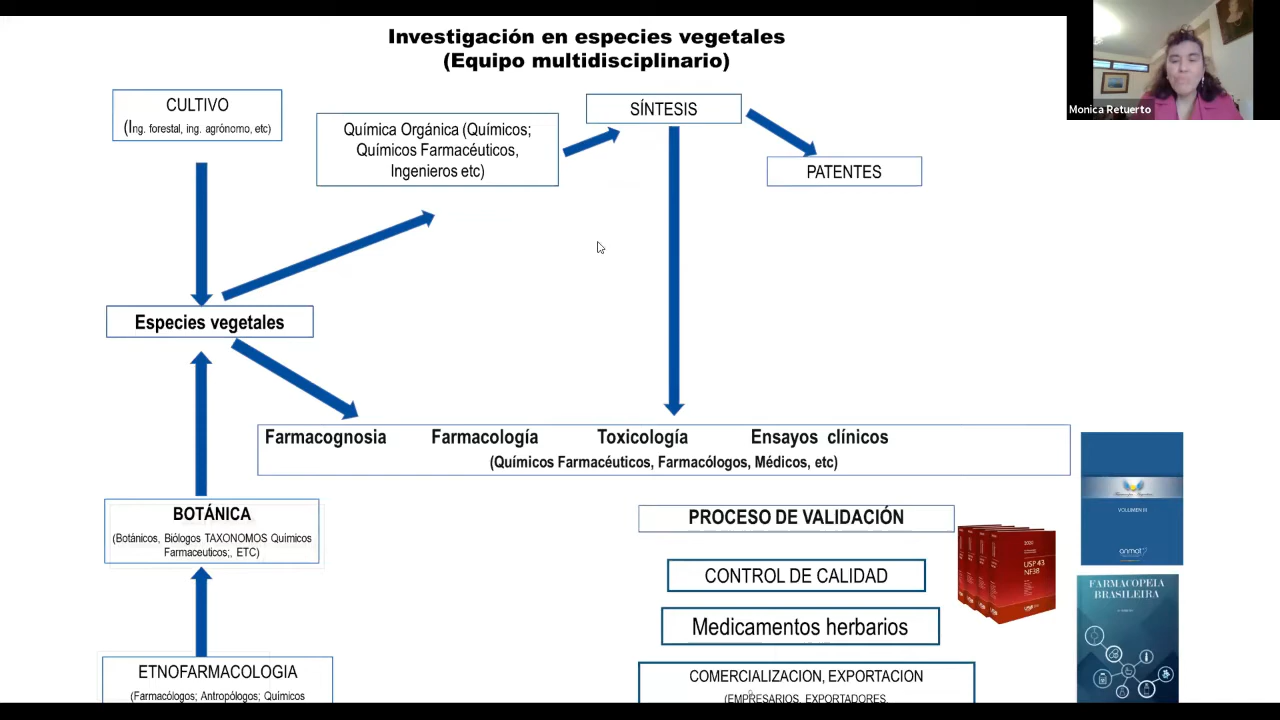 Investigación en especies vegetales
(Equipo multidisciplinario)
Monica Retuerto
CULTIVO
(Ing. forestal, ing. agrónomo, etc)
Química Orgánica (Químicos;
Químicos Farmacéuticos,
Ingenieros etc)
SÍNTESIS
PATENTES
Especies vegetales
Farmacognosia Farmacología Toxicología Ensayos clínicos
(Químicos Farmacéuticos, Farmacólogos, Médicos, etc)
BOTÁNICA
(Botánicos, Biólogos TAXONOMOS Químicos
Farmaceuticos;, ETC)
PROCESO DE VALIDACIÓN
CONTROL DE CALIDAD
Medicamentos herbarios
ETNOFARMACOLOGIA
(Farmacólogos; Antropólogos; Químicos
COMERCIALIZACION, EXPORTACION
(EMPRESARIOS, EXPORTADORES,
USP 43
NF38
VOLUMEN III
anmat
FARMACOPEIA
BRASILEIRA